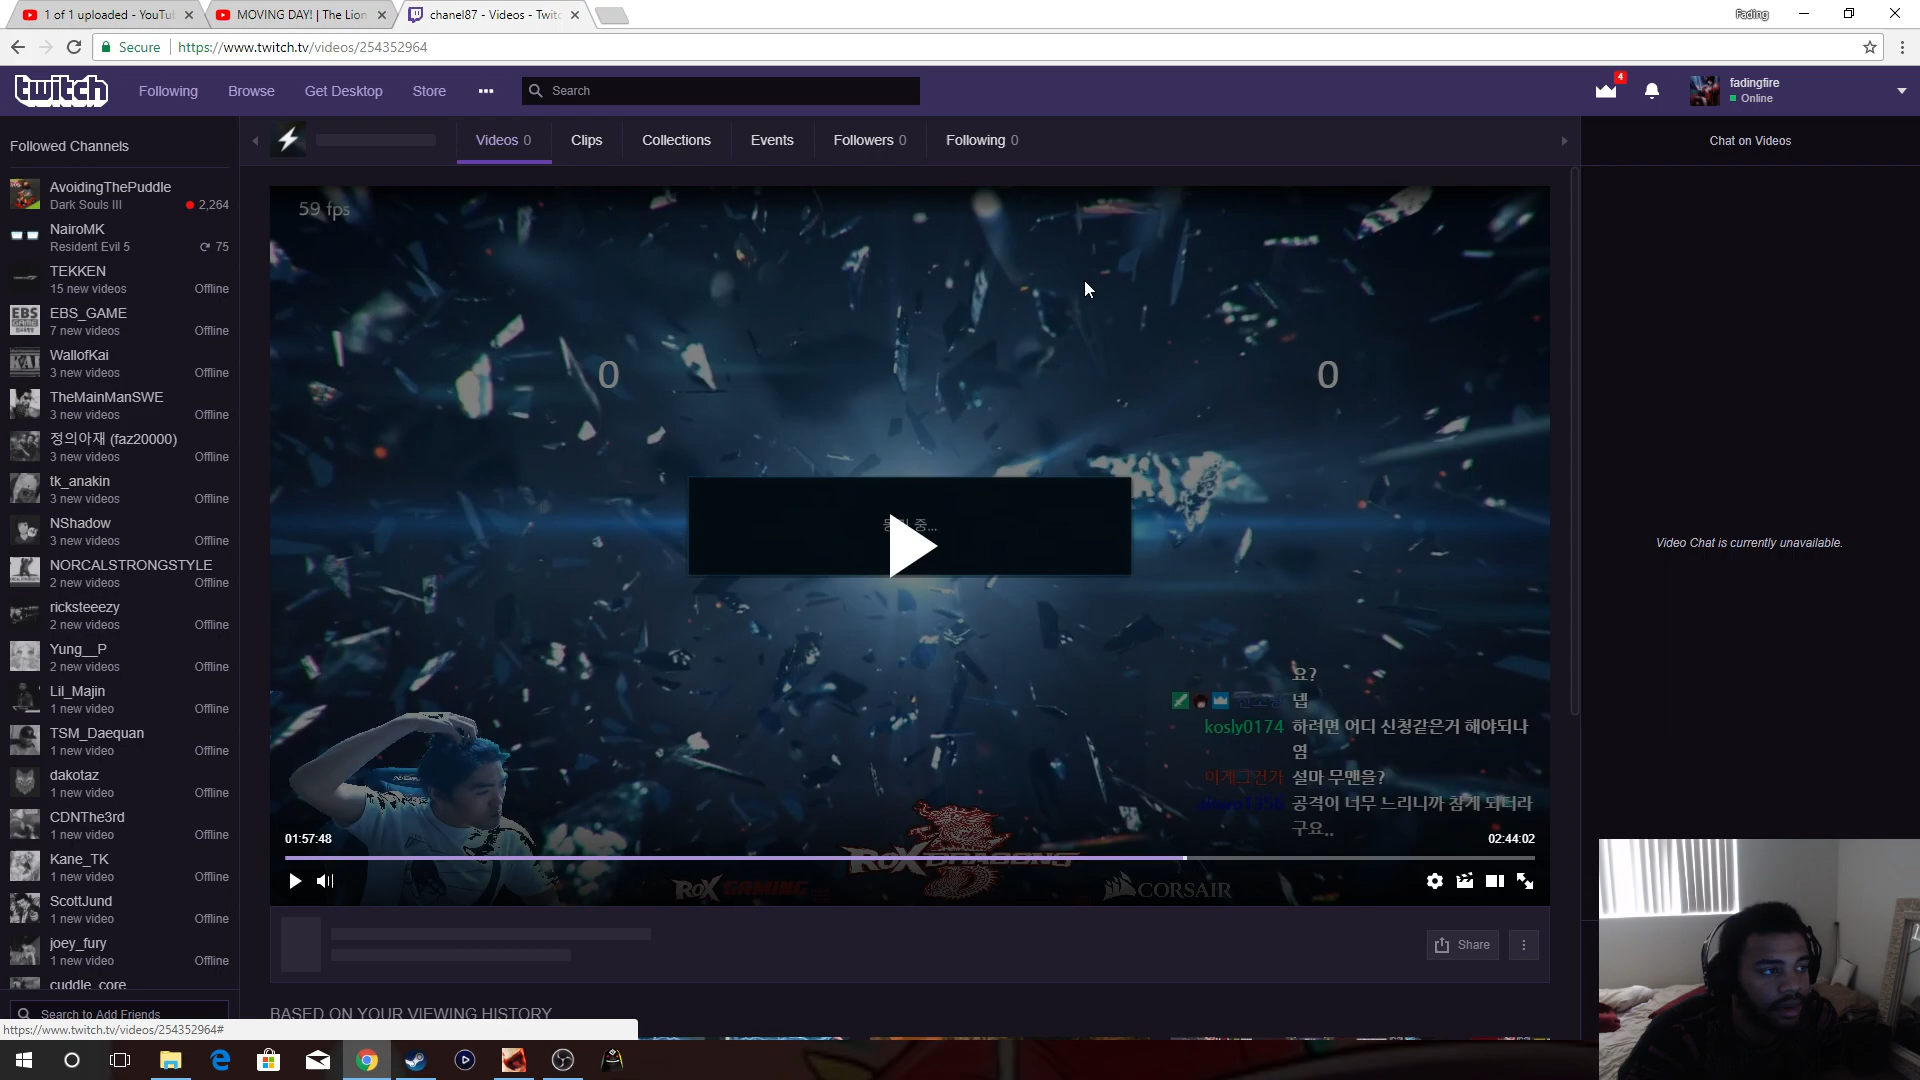 1 of 1 uploaded - YouTu
MOVING DAY! | The Lion
chanel87 - Videos - Twitc
Fading
Secure
https://www.twitch.tv/videos/254352964
twitch
Following
Browse
Get Desktop
Store
Search
4
fadingfire
Online
Followed Channels
AvoidingThePuddle
Dark Souls III
2,264
NairoMK
Resident Evil 5
75
TEKKEN
15 new videos
Offline
EBS_GAME
7 new videos
Offline
WallofKai
3 new videos
Offline
TheMainManSWE
3 new videos
Offline
정의아재 (faz20000)
3 new videos
Offline
tk_anakin
3 new videos
Offline
NShadow
3 new videos
Offline
NORCALSTRONGSTYLE
2 new videos
Offline
ricksteeezy
2 new videos
Offline
Yung__P
2 new videos
Offline
Lil_Majin
1 new video
Offline
TSM_Daequan
1 new video
Offline
dakotaz
1 new video
Offline
CDNThe3rd
1 new video
Offline
Kane_TK
1 new video
Offline
ScottJund
1 new video
Offline
joey_fury
1 new video
Offline
cuddle_core
Search to Add Friends
https://www.twitch.tv/videos/254352964#
Videos 0
Clips
Collections
Events
Followers 0
Following 0
59 fps
0
0
중...
요?
넵
kosly0174 하려면 어디 신청같은거 해야되나
염
이게그건가 설마 무맨을?
공격이 너무 느리니까 참게 되더라
구요..
01:57:48
02:44:02
ROX DRAGONS
ROX GAMING
CORSAIR
Share
BASED ON YOUR VIEWING HISTORY
Chat on Videos
Video Chat is currently unavailable.